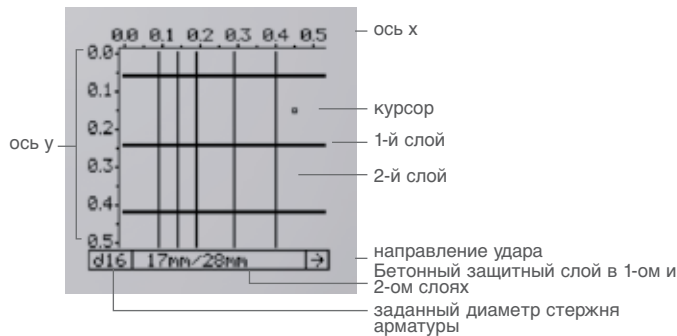 0.0 0.1 0.2 0.3 0.4 0.5
ось x
0.0
0.1
курсор
0.2
1-й слой
ось y
0.3
2-й слой
0.4
0.5
направление удара
d16 17mm/28mm →
Бетонный защитный слой в 1-ом и
2-ом слоях
заданный диаметр стержня
арматуры